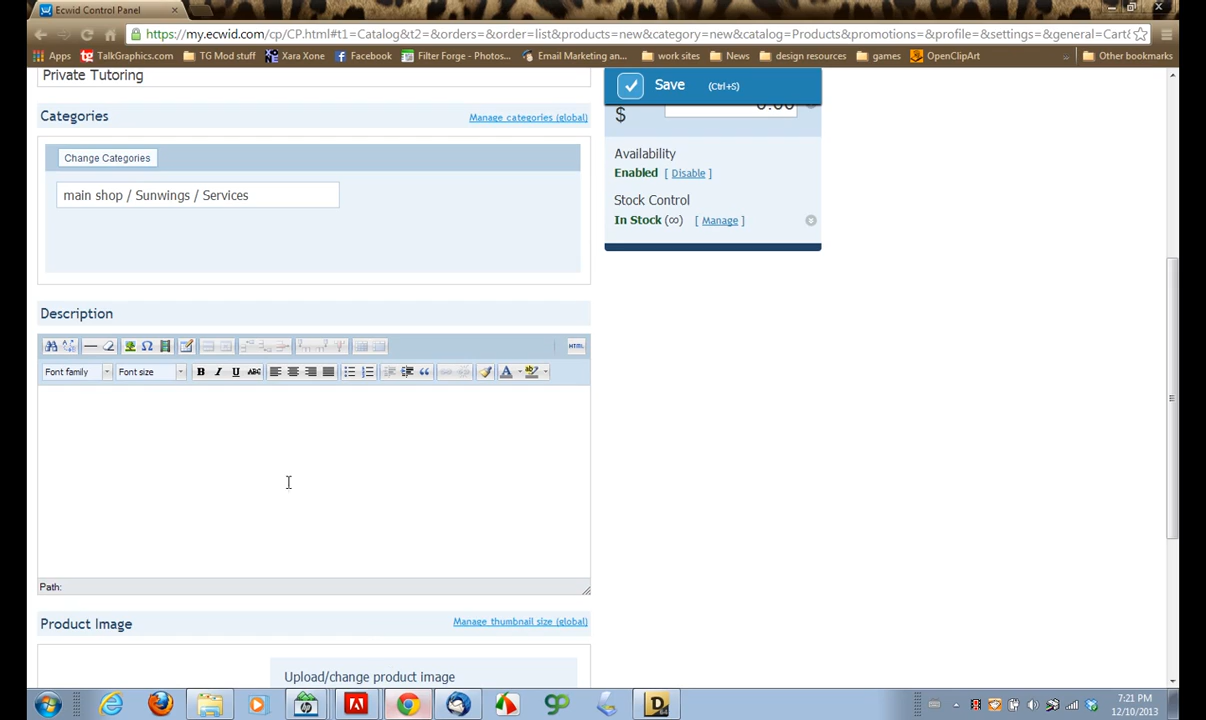 Ecwid Control Panel
https://my.ecwid.com/cp/CP.html#t1=Catalog&t2=&orders=&order=list&products=new&category=new&catalog=Products&promotions=&profile=&settings=&general=Cart&
Apps TalkGraphics.com TG Mod stuff Xara Xone Facebook Filter Forge - Photos... Email Marketing an... work sites News design resources games OpenClipArt » Other bookmarks
Private Tutoring
Save (Ctrl+S)
$
Categories
Manage categories (global)
Change Categories
main shop / Sunwings / Services
Availability
Enabled [ Disable ]
Stock Control
In Stock (∞) [ Manage ]
Description
HTML
Font family Font size B I U ABC
Path:
Product Image
Manage thumbnail size (global)
Upload/change product image
7:21 PM
12/10/2013